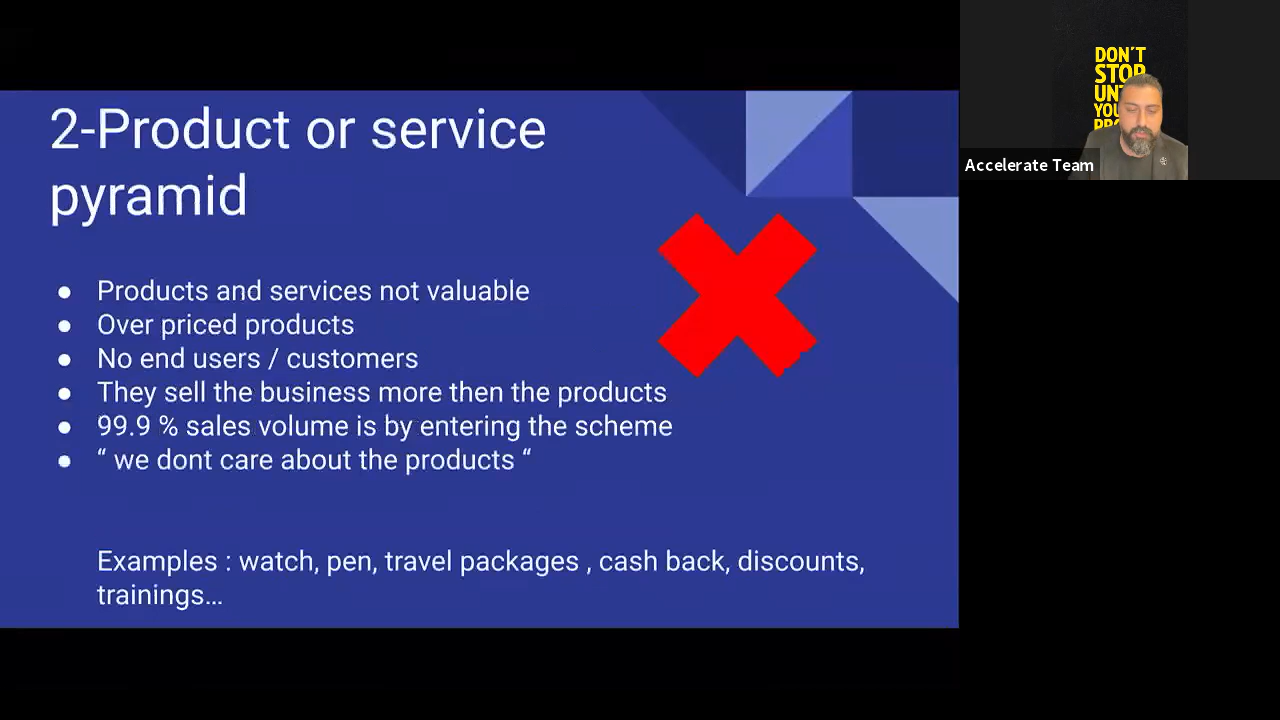 2-Product or service
pyramid
● Products and services not valuable
● Over priced products
● No end users / customers
● They sell the business more then the products
● 99.9 % sales volume is by entering the scheme
● “ we dont care about the products “
Examples : watch, pen, travel packages , cash back, discounts,
trainings...
DON'T
STOP
YOU
Accelerate Team